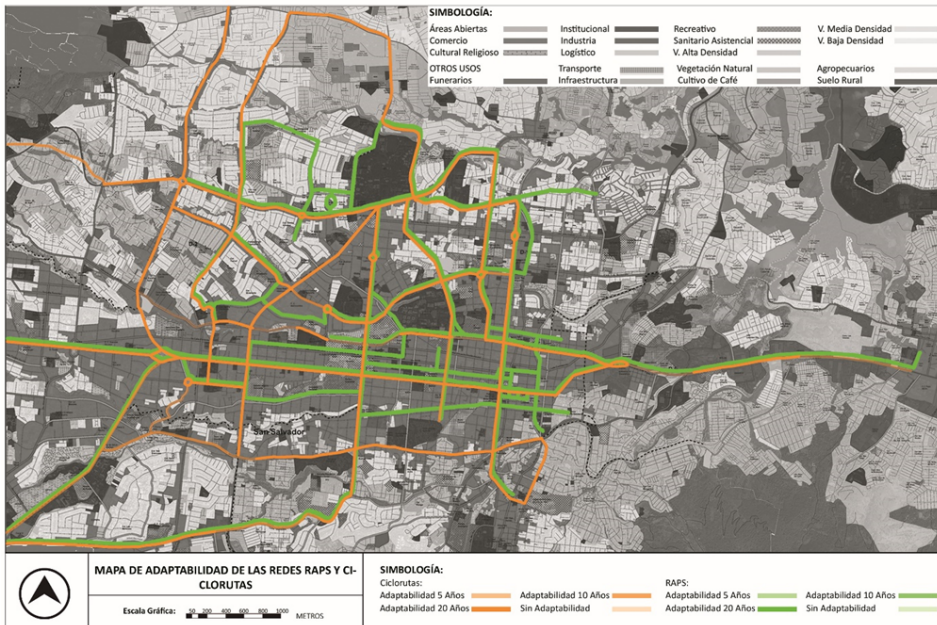 SIMBOLOGÍA:
Áreas Abiertas Institucional Recreativo V. Media Densidad
Comercio Industria Sanitario Asistencial V. Baja Densidad
Cultural Religioso Logístico V. Alta Densidad
OTROS USOS Transporte Vegetación Natural Agropecuarios
Funerarios Infraestructura Cultivo de Café Suelo Rural
San Salvador
MAPA DE ADAPTABILIDAD DE LAS REDES RAPS Y CI-
CLORUTAS
Escala Gráfica: 50 200 400 600 800 1000 METROS
SIMBOLOGÍA:
Ciclorutas: RAPS:
Adaptabilidad 5 Años Adaptabilidad 10 Años Adaptabilidad 5 Años Adaptabilidad 10 Años
Adaptabilidad 20 Años Sin Adaptabilidad Adaptabilidad 20 Años Sin Adaptabilidad